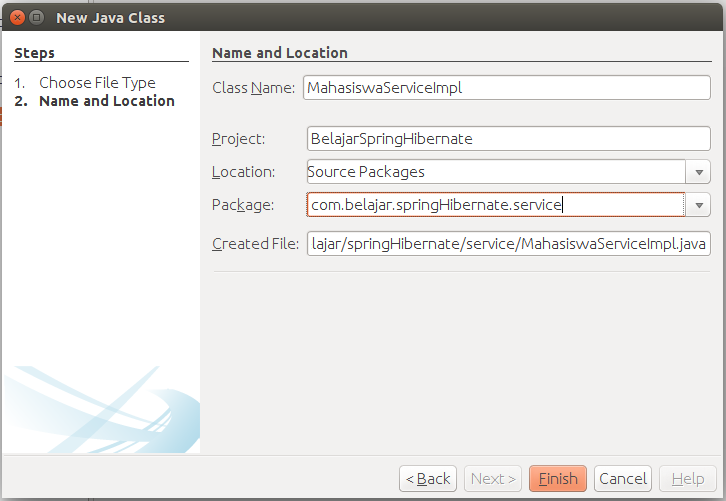 New Java Class
Steps
1. Choose File Type
2. Name and Location
Name and Location
Class Name: MahasiswaServiceImpl
Project: BelajarSpringHibernate
Location: Source Packages
Package: com.belajar.springHibernate.service
Created File: lajar/springHibernate/service/MahasiswaServiceImpl.java
< Back Next > Finish Cancel Help